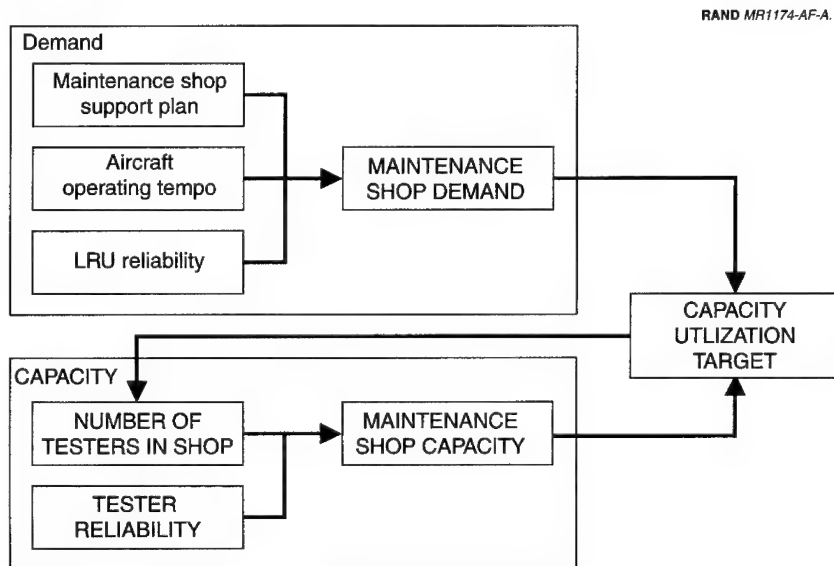 RAND MR1174-AF-A.
Demand
Maintenance shop
support plan
Aircraft
operating tempo
LRU reliability
MAINTENANCE
SHOP DEMAND
CAPACITY
UTLIZATION
TARGET
CAPACITY
NUMBER OF
TESTERS IN SHOP
TESTER
RELIABILITY
MAINTENANCE
SHOP CAPACITY